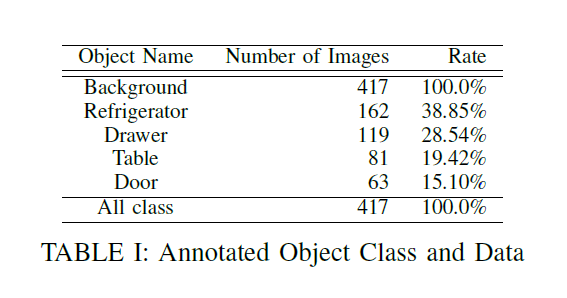 Object Name Number of Images Rate
Background 417 100.0%
Refrigerator 162 38.85%
Drawer 119 28.54%
Table 81 19.42%
Door 63 15.10%
All class 417 100.0%
TABLE I: Annotated Object Class and Data